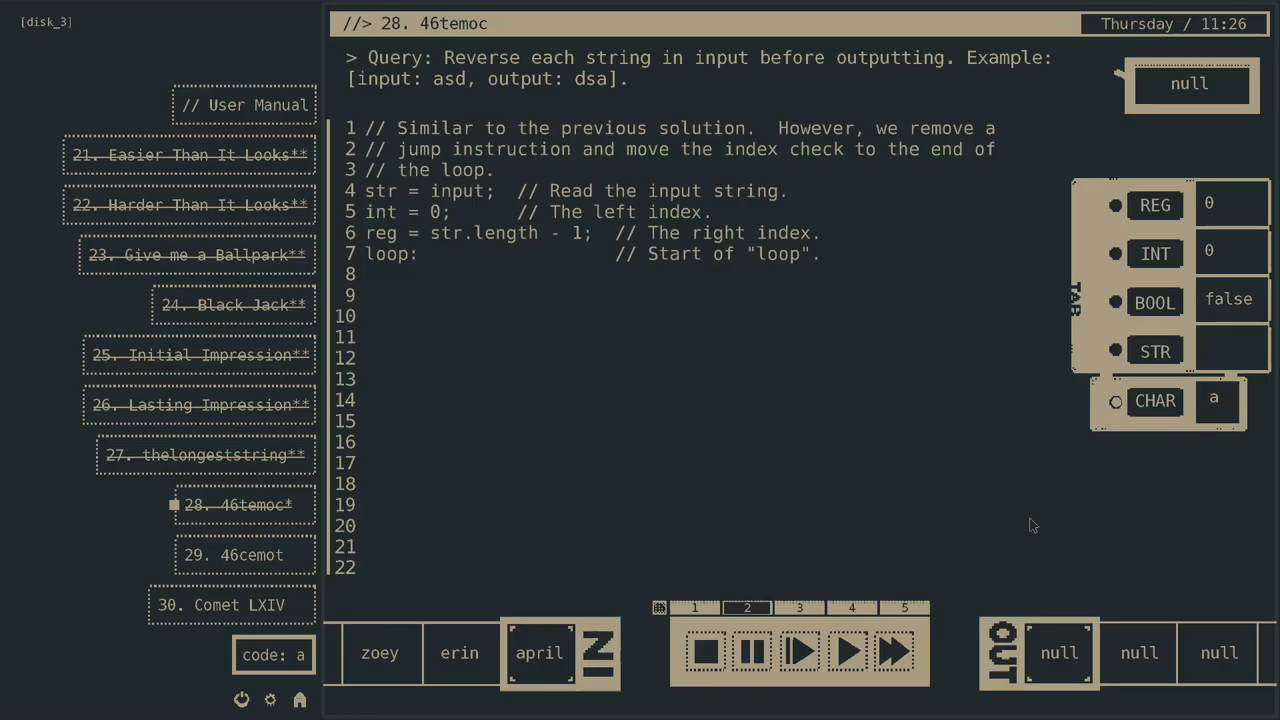 [disk_3]
//> 28. 46temoc
Thursday / 11:26
> Query: Reverse each string in input before outputting. Example:
[input: asd, output: dsa].
null
// User Manual
21. Easier Than It Looks**
22. Harder Than It Looks**
23. Give me a Ballpark**
24. Black Jack**
25. Initial Impression**
26. Lasting Impression**
27. thelongeststring**
28. 46temoc*
29. 46cemot
30. Comet LXIV
code: a
1 // Similar to the previous solution.  However, we remove a
2 // jump instruction and move the index check to the end of
3 // the loop.
4 str = input;  // Read the input string.
5 int = 0;      // The left index.
6 reg = str.length - 1;  // The right index.
7 loop:                  // Start of "loop".
8
9
10
11
12
13
14
15
16
17
18
19
20
21
22
REG 0
INT 0
BOOL false
STR
CHAR a
1 2 3 4 5
zoey erin april IN
OUT null null null